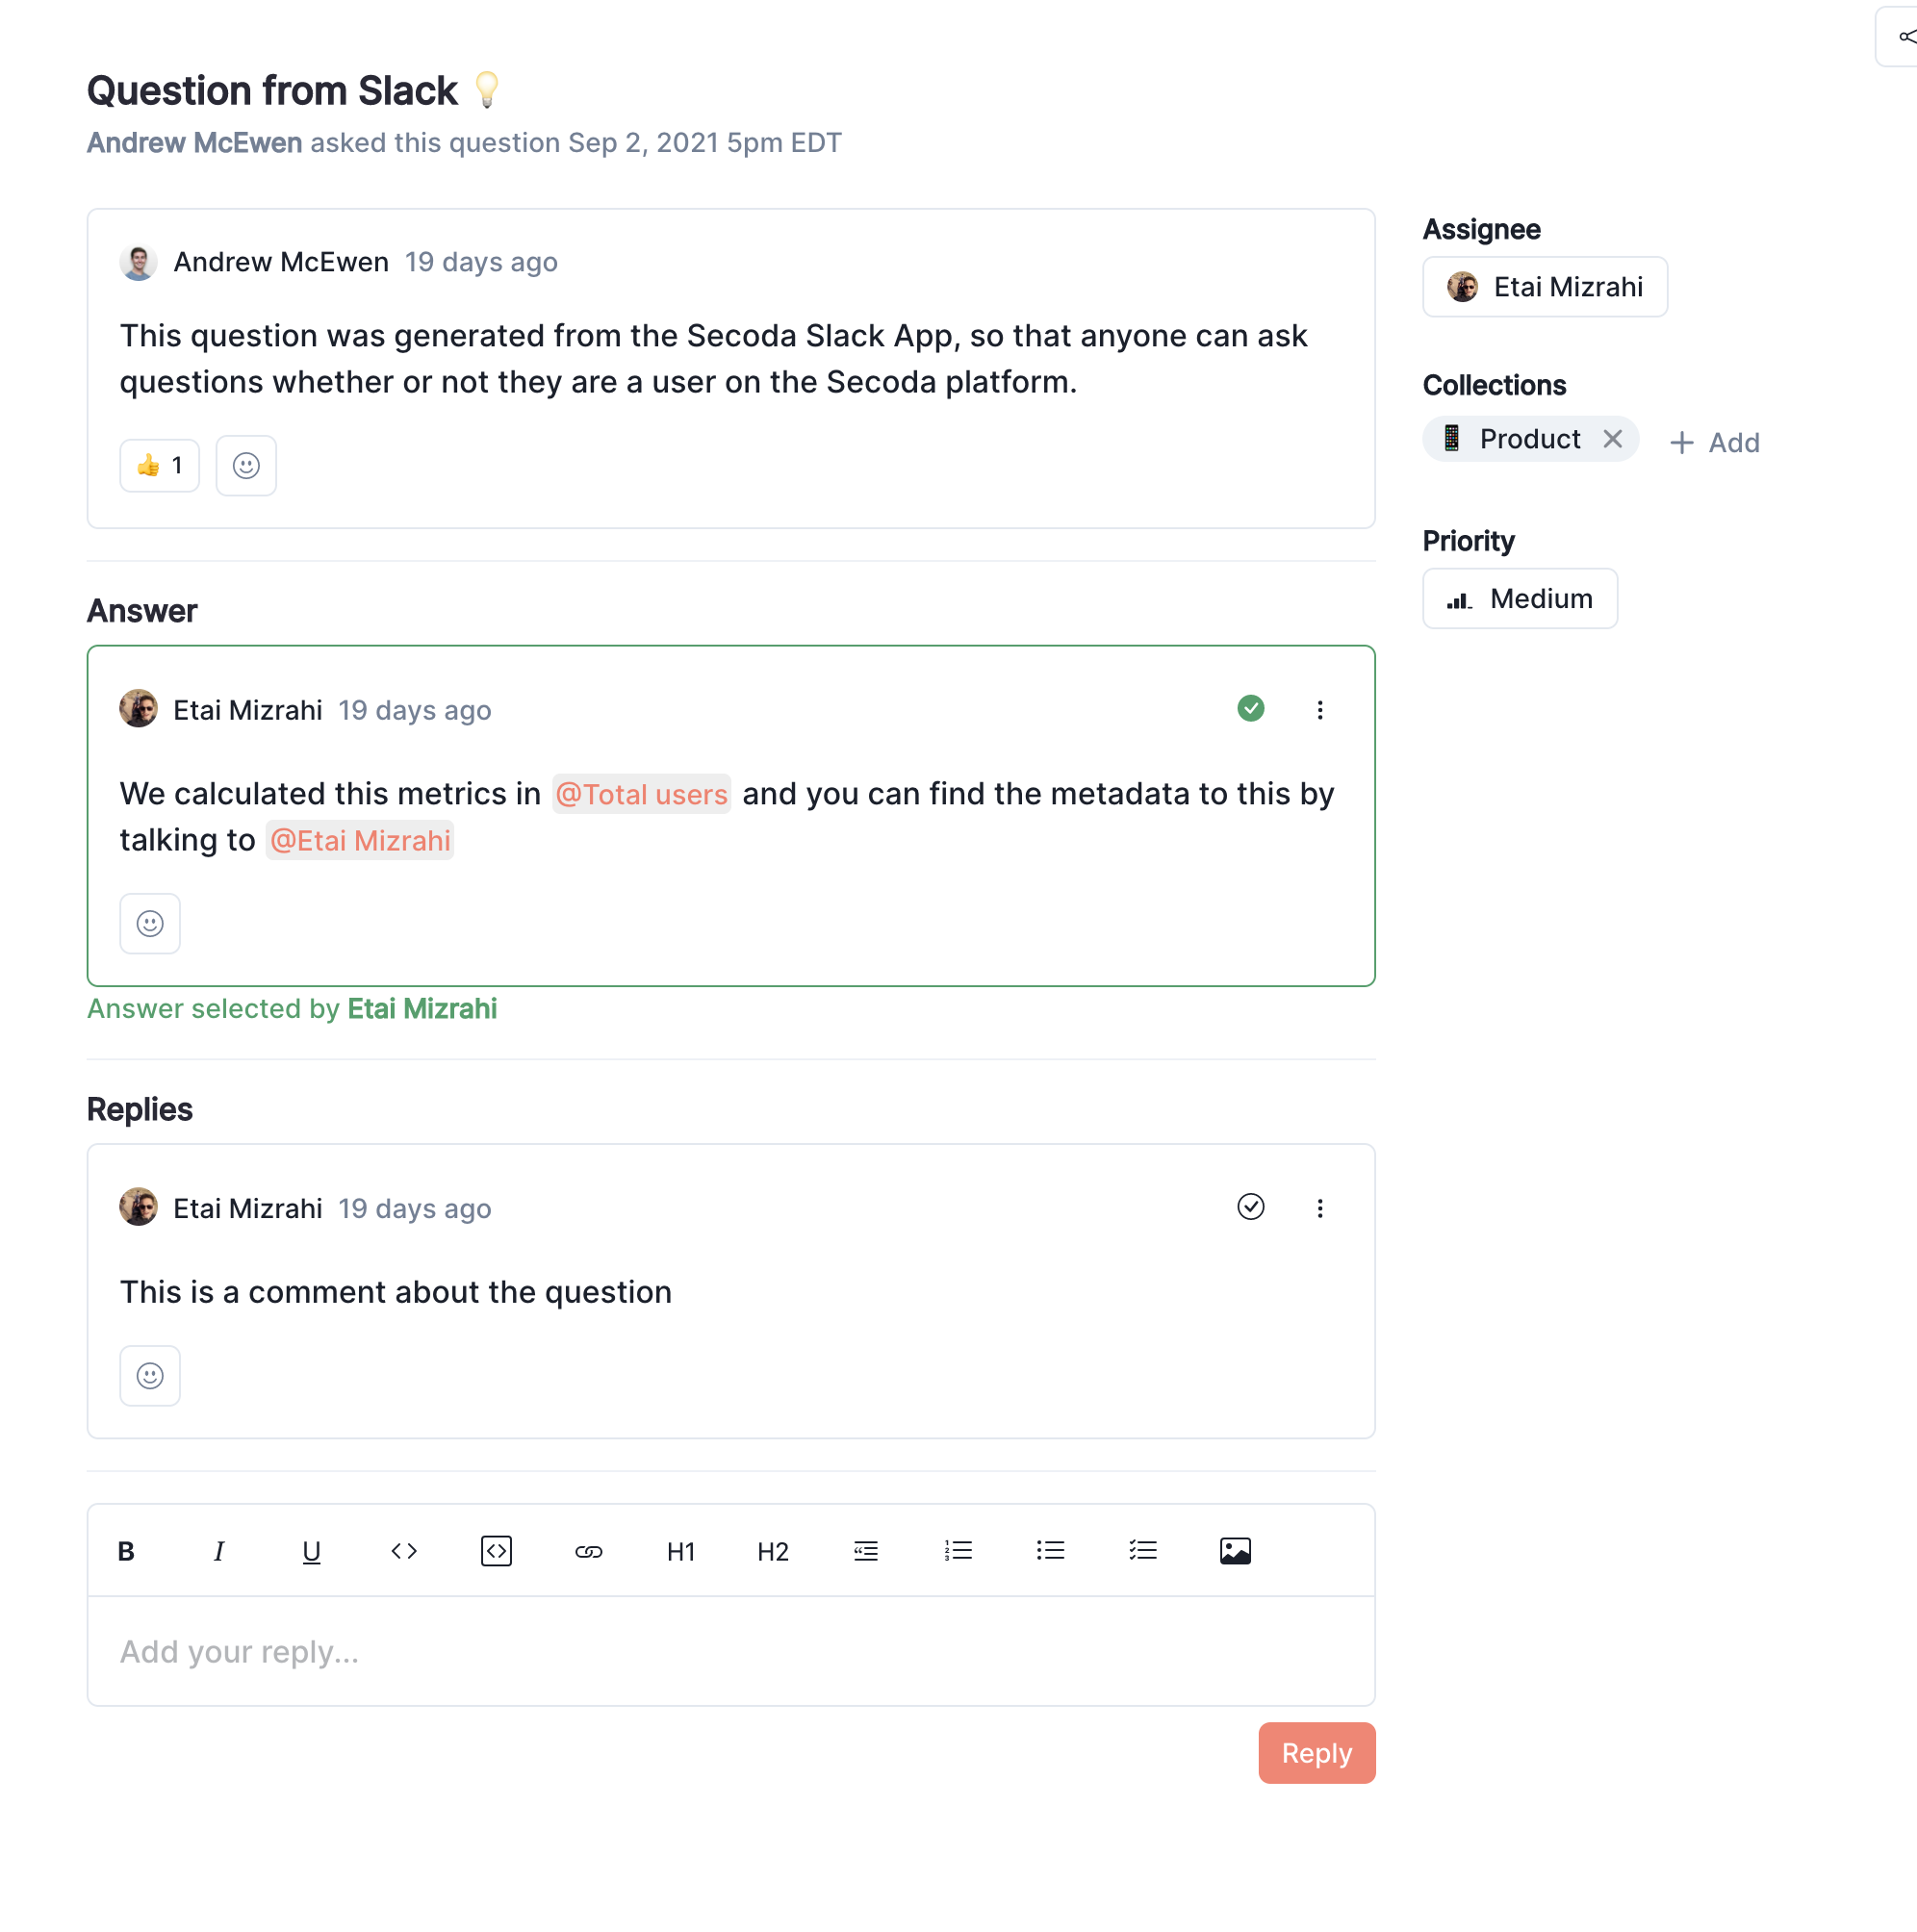 Question from Slack 💡
Andrew McEwen asked this question Sep 2, 2021 5pm EDT
Andrew McEwen 19 days ago
This question was generated from the Secoda Slack App, so that anyone can ask
questions whether or not they are a user on the Secoda platform.
👍 1
Assignee
Etai Mizrahi
Collections
Product
+ Add
Priority
Medium
Answer
Etai Mizrahi 19 days ago
We calculated this metrics in @Total users and you can find the metadata to this by
talking to @Etai Mizrahi
Answer selected by Etai Mizrahi
Replies
Etai Mizrahi 19 days ago
This is a comment about the question
B I U <> <> H1 H2
Add your reply...
Reply